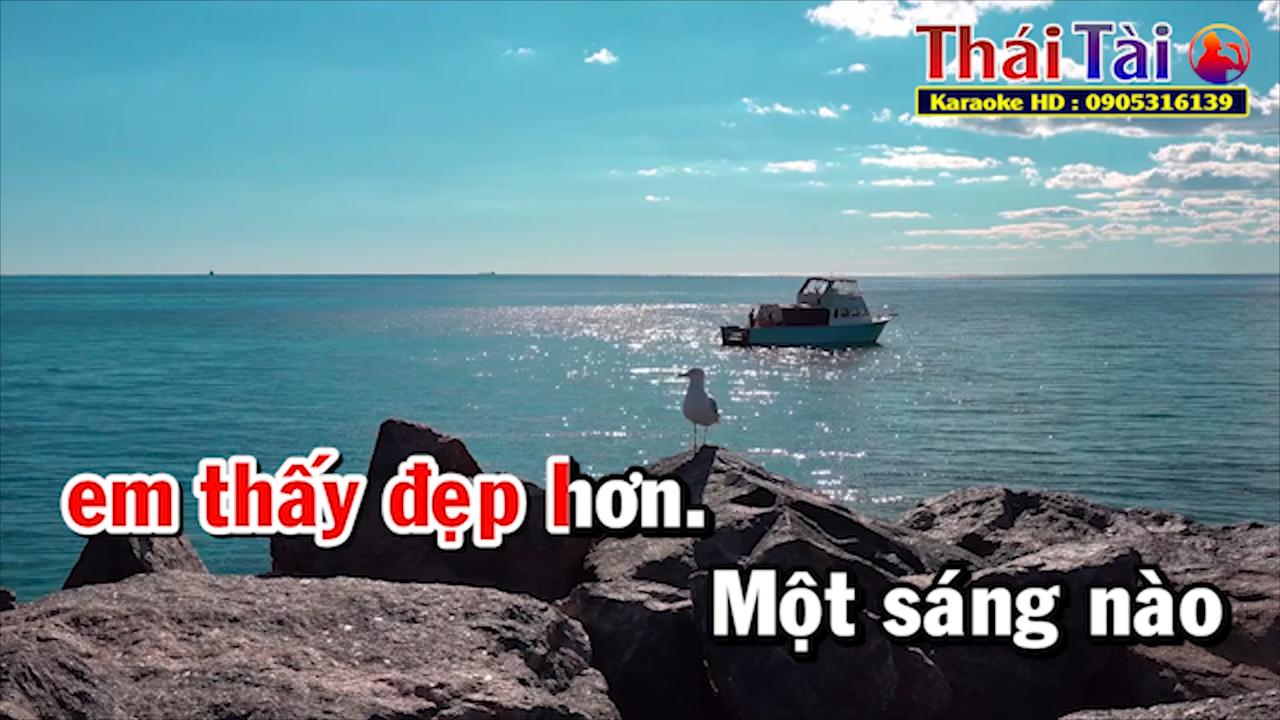 Thái Tài
Karaoke HD : 0905316139
em thấy đẹp hơn.
Một sáng nào